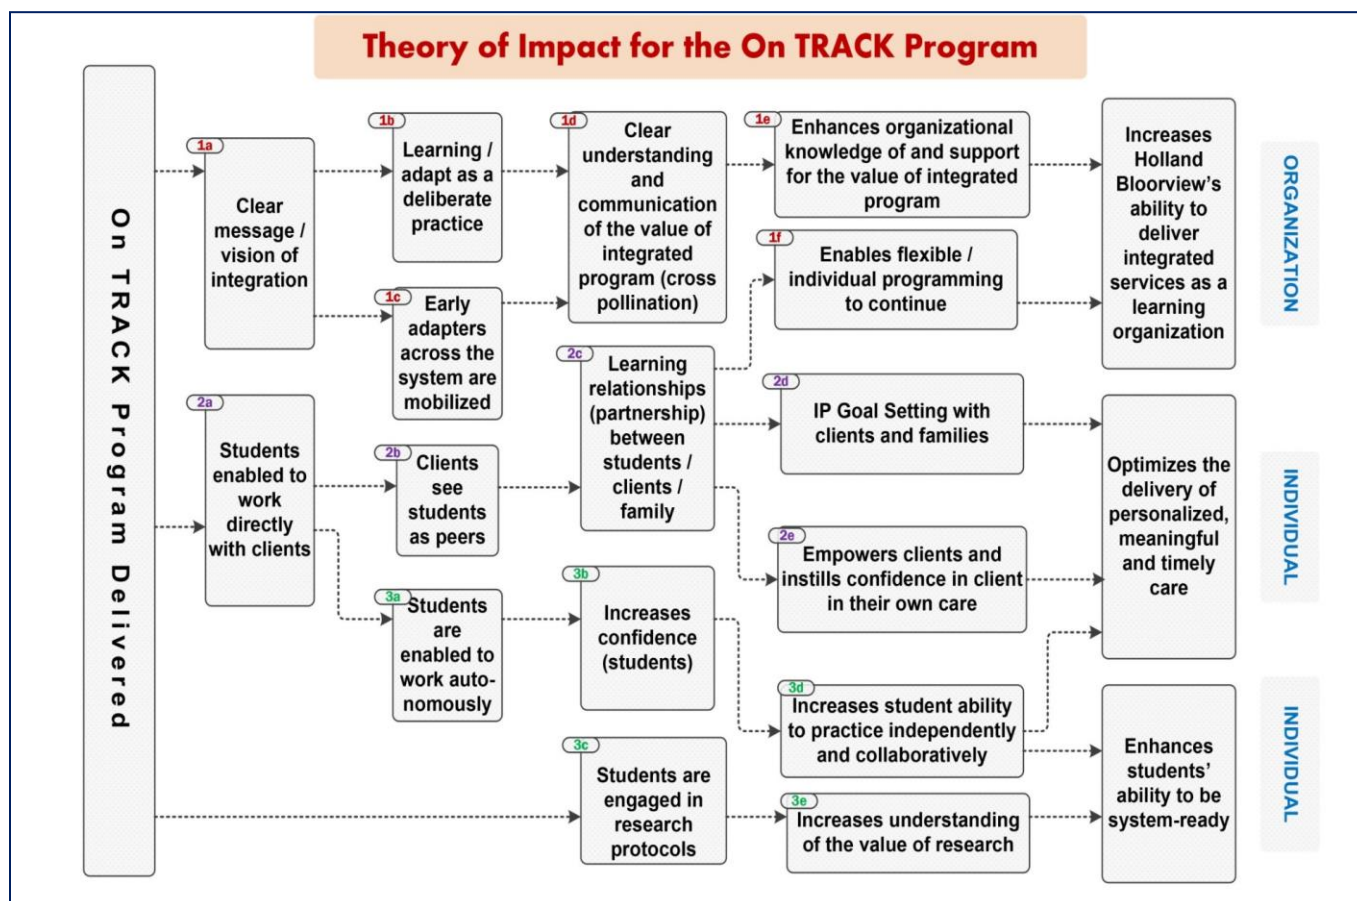 Theory of Impact for the On TRACK Program
On TRACK Program Delivered
1a
Clear
message /
vision of
integration
1b
Learning /
adapt as a
deliberate
practice
1c
Early
adapters
across the
system are
mobilized
1d
Clear
understanding
and
communication
of the value of
integrated
program (cross
pollination)
1e
Enhances organizational
knowledge of and support
for the value of integrated
program
1f
Enables flexible /
individual programming
to continue
Increases
Holland
Bloorview's
ability to
deliver
integrated
services as a
learning
organization
ORGANIZATION
2a
Students
enabled to
work
directly
with clients
2b
Clients
see
students
as peers
2c
Learning
relationships
(partnership)
between
students /
clients /
family
2d
IP Goal Setting with
clients and families
2e
Empowers clients and
instills confidence in client
in their own care
Optimizes the
delivery of
personalized,
meaningful
and timely
care
INDIVIDUAL
3a
Students
are
enabled to
work auto-
nomously
3b
Increases
confidence
(students)
3c
Students are
engaged in
research
protocols
3d
Increases student ability
to practice independently
and collaboratively
3e
Increases understanding
of the value of research
Enhances
students'
ability to be
system-ready
INDIVIDUAL